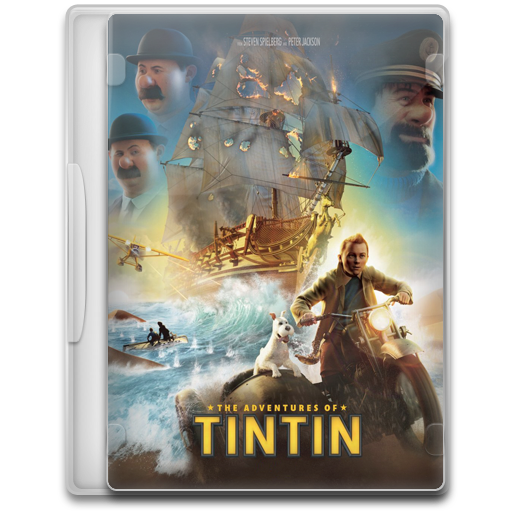 STEVEN SPIELBERG PETER JACKSON
★ THE ADVENTURES OF ★
TINTIN